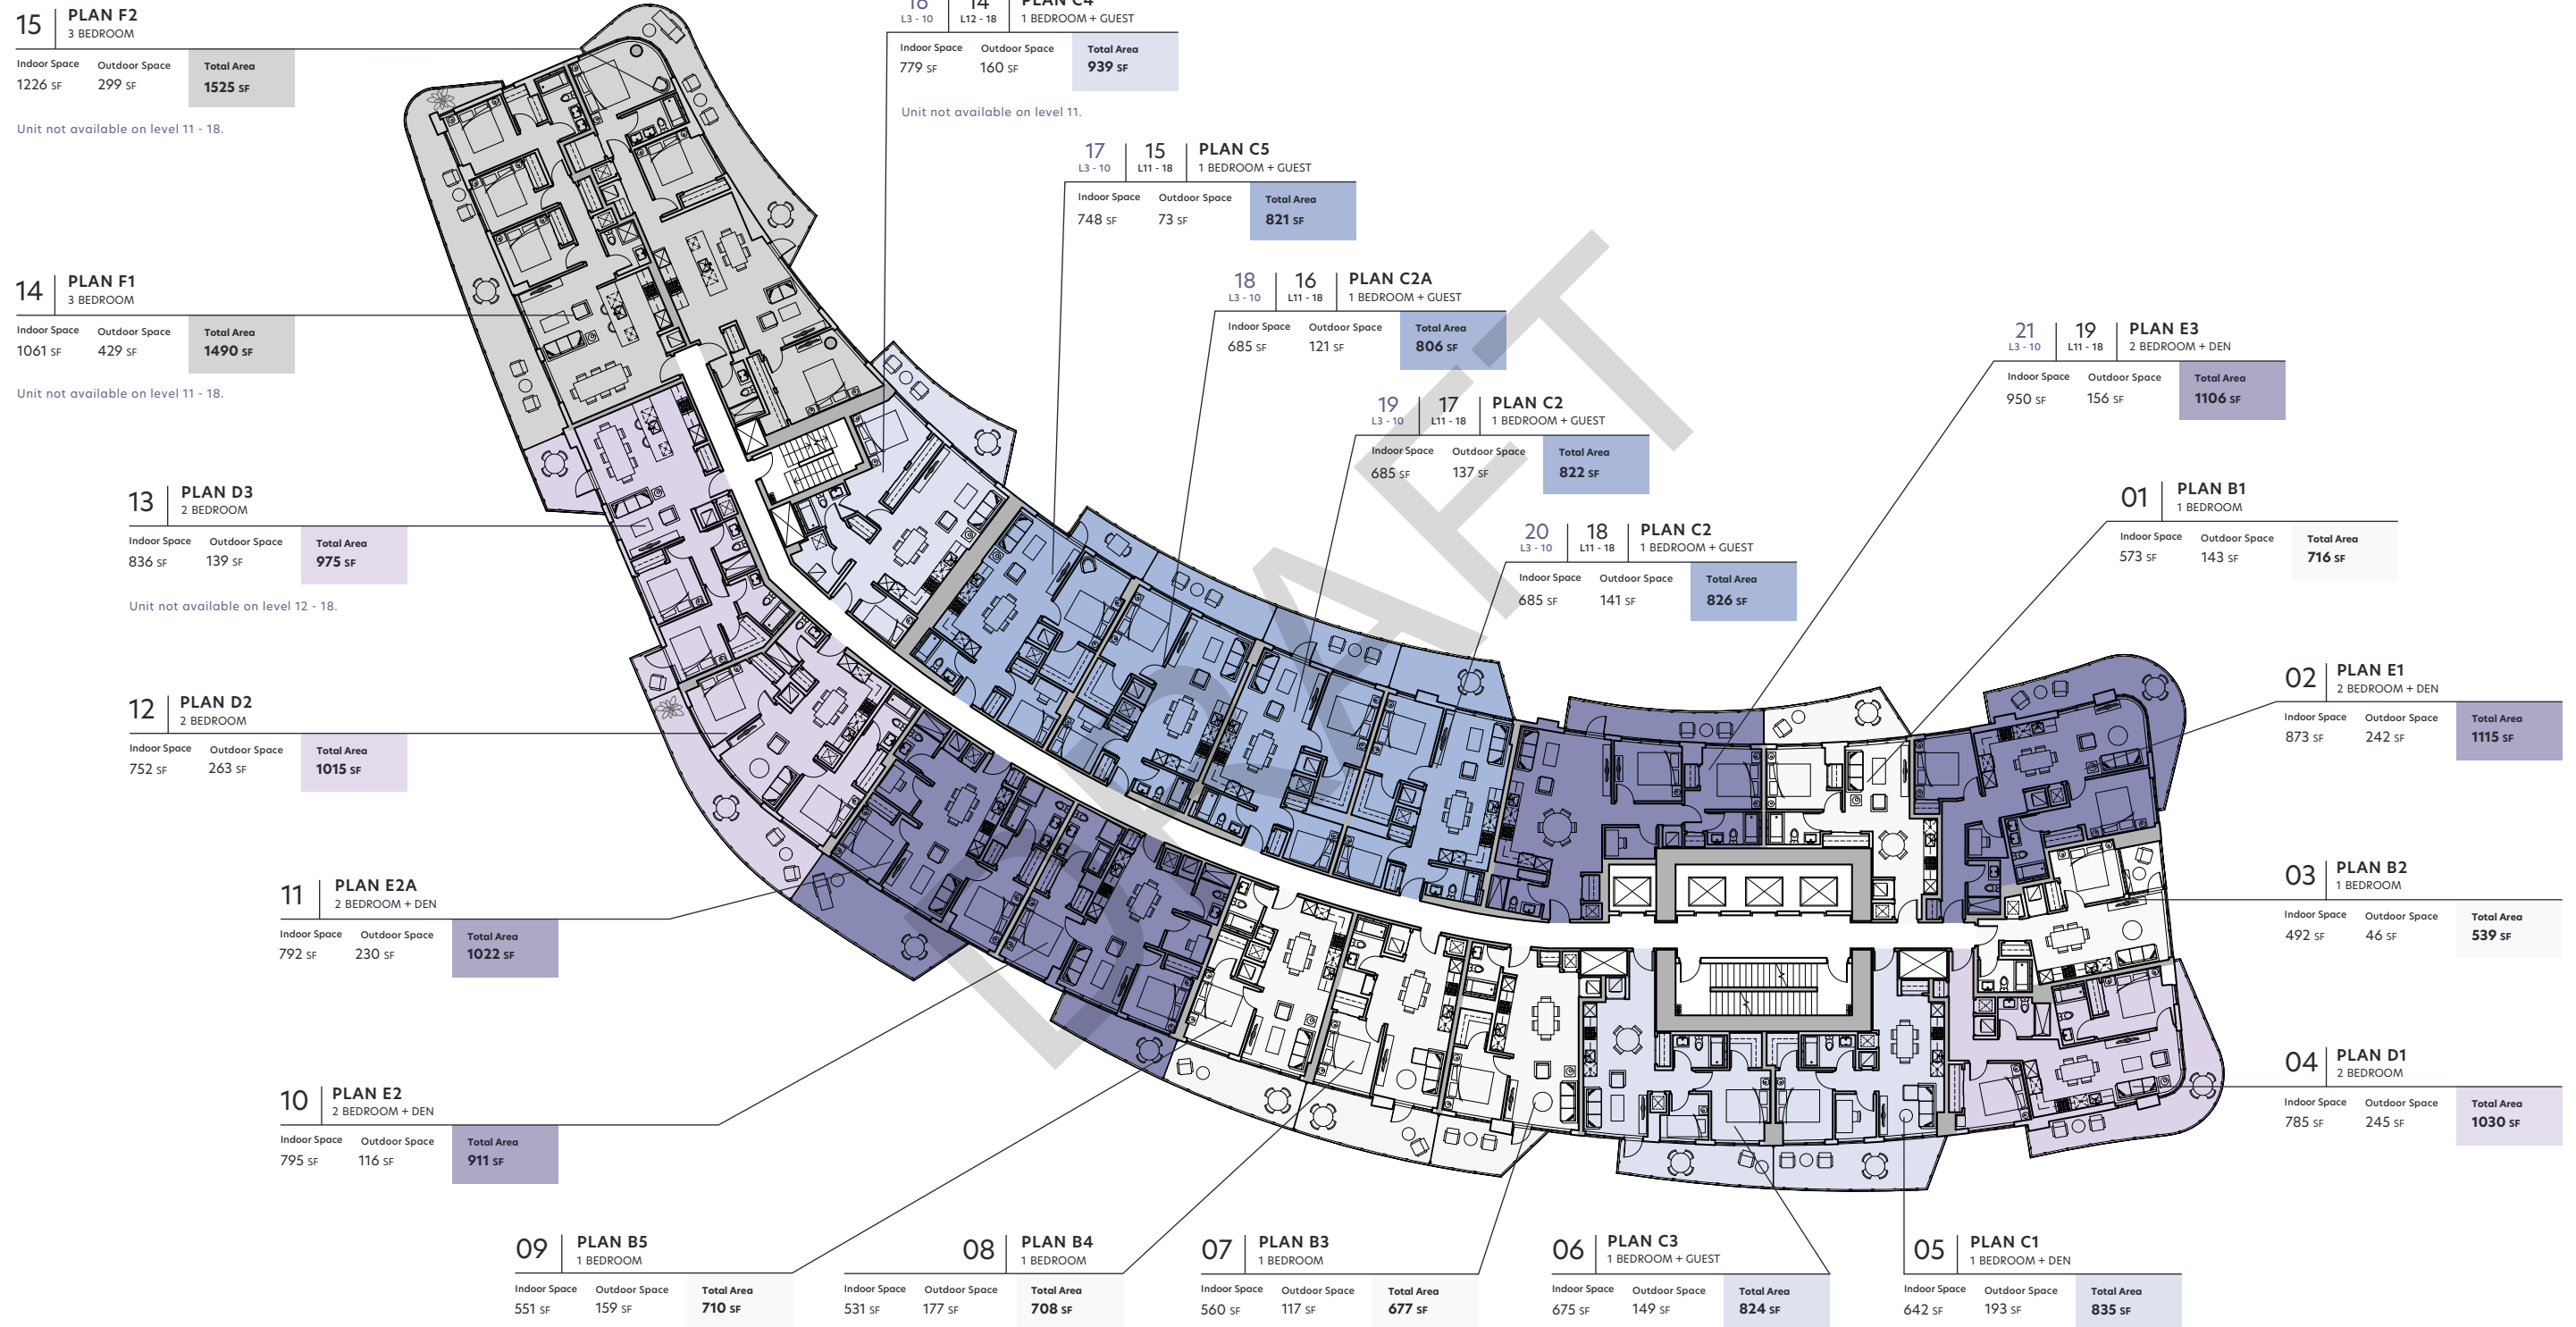 15 PLAN F2
3 BEDROOM
Indoor Space Outdoor Space Total Area
1226 SF 299 SF 1525 SF
Unit not available on level 11 - 18.
16 14 PLAN C4
L3 - 10 L12 - 18 1 BEDROOM + GUEST
Indoor Space Outdoor Space Total Area
779 SF 160 SF 939 SF
Unit not available on level 11.
17 15 PLAN C5
L3 - 10 L11 - 18 1 BEDROOM + GUEST
Indoor Space Outdoor Space Total Area
748 SF 73 SF 821 SF
18 16 PLAN C2A
L3 - 10 L11 - 18 1 BEDROOM + GUEST
Indoor Space Outdoor Space Total Area
685 SF 121 SF 806 SF
19 17 PLAN C2
L3 - 10 L11 - 18 1 BEDROOM + GUEST
Indoor Space Outdoor Space Total Area
685 SF 137 SF 822 SF
20 18 PLAN C2
L3 - 10 L11 - 18 1 BEDROOM + GUEST
Indoor Space Outdoor Space Total Area
685 SF 141 SF 826 SF
21 19 PLAN E3
L3 - 10 L11 - 18 2 BEDROOM + DEN
Indoor Space Outdoor Space Total Area
950 SF 156 SF 1106 SF
01 PLAN B1
1 BEDROOM
Indoor Space Outdoor Space Total Area
573 SF 143 SF 716 SF
02 PLAN E1
2 BEDROOM + DEN
Indoor Space Outdoor Space Total Area
873 SF 242 SF 1115 SF
03 PLAN B2
1 BEDROOM
Indoor Space Outdoor Space Total Area
492 SF 46 SF 539 SF
04 PLAN D1
2 BEDROOM
Indoor Space Outdoor Space Total Area
785 SF 245 SF 1030 SF
14 PLAN F1
3 BEDROOM
Indoor Space Outdoor Space Total Area
1061 SF 429 SF 1490 SF
Unit not available on level 11 - 18.
13 PLAN D3
2 BEDROOM
Indoor Space Outdoor Space Total Area
836 SF 139 SF 975 SF
Unit not available on level 12 - 18.
12 PLAN D2
2 BEDROOM
Indoor Space Outdoor Space Total Area
752 SF 263 SF 1015 SF
11 PLAN E2A
2 BEDROOM + DEN
Indoor Space Outdoor Space Total Area
792 SF 230 SF 1022 SF
10 PLAN E2
2 BEDROOM + DEN
Indoor Space Outdoor Space Total Area
795 SF 116 SF 911 SF
09 PLAN B5
1 BEDROOM
Indoor Space Outdoor Space Total Area
551 SF 159 SF 710 SF
08 PLAN B4
1 BEDROOM
Indoor Space Outdoor Space Total Area
531 SF 177 SF 708 SF
07 PLAN B3
1 BEDROOM
Indoor Space Outdoor Space Total Area
560 SF 117 SF 677 SF
06 PLAN C3
1 BEDROOM + GUEST
Indoor Space Outdoor Space Total Area
675 SF 149 SF 824 SF
05 PLAN C1
1 BEDROOM + DEN
Indoor Space Outdoor Space Total Area
642 SF 193 SF 835 SF
DRAFT